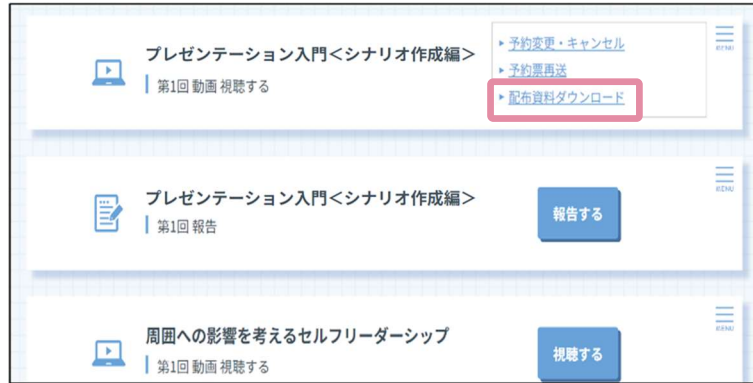 プレゼンテーション入門＜シナリオ作成編＞
第1回 動画 視聴する
予約変更・キャンセル
予約票再送
配布資料ダウンロード
MENU
プレゼンテーション入門＜シナリオ作成編＞
第1回 報告
報告する
MENU
周囲への影響を考えるセルフリーダーシップ
第1回 動画 視聴する
視聴する
MENU